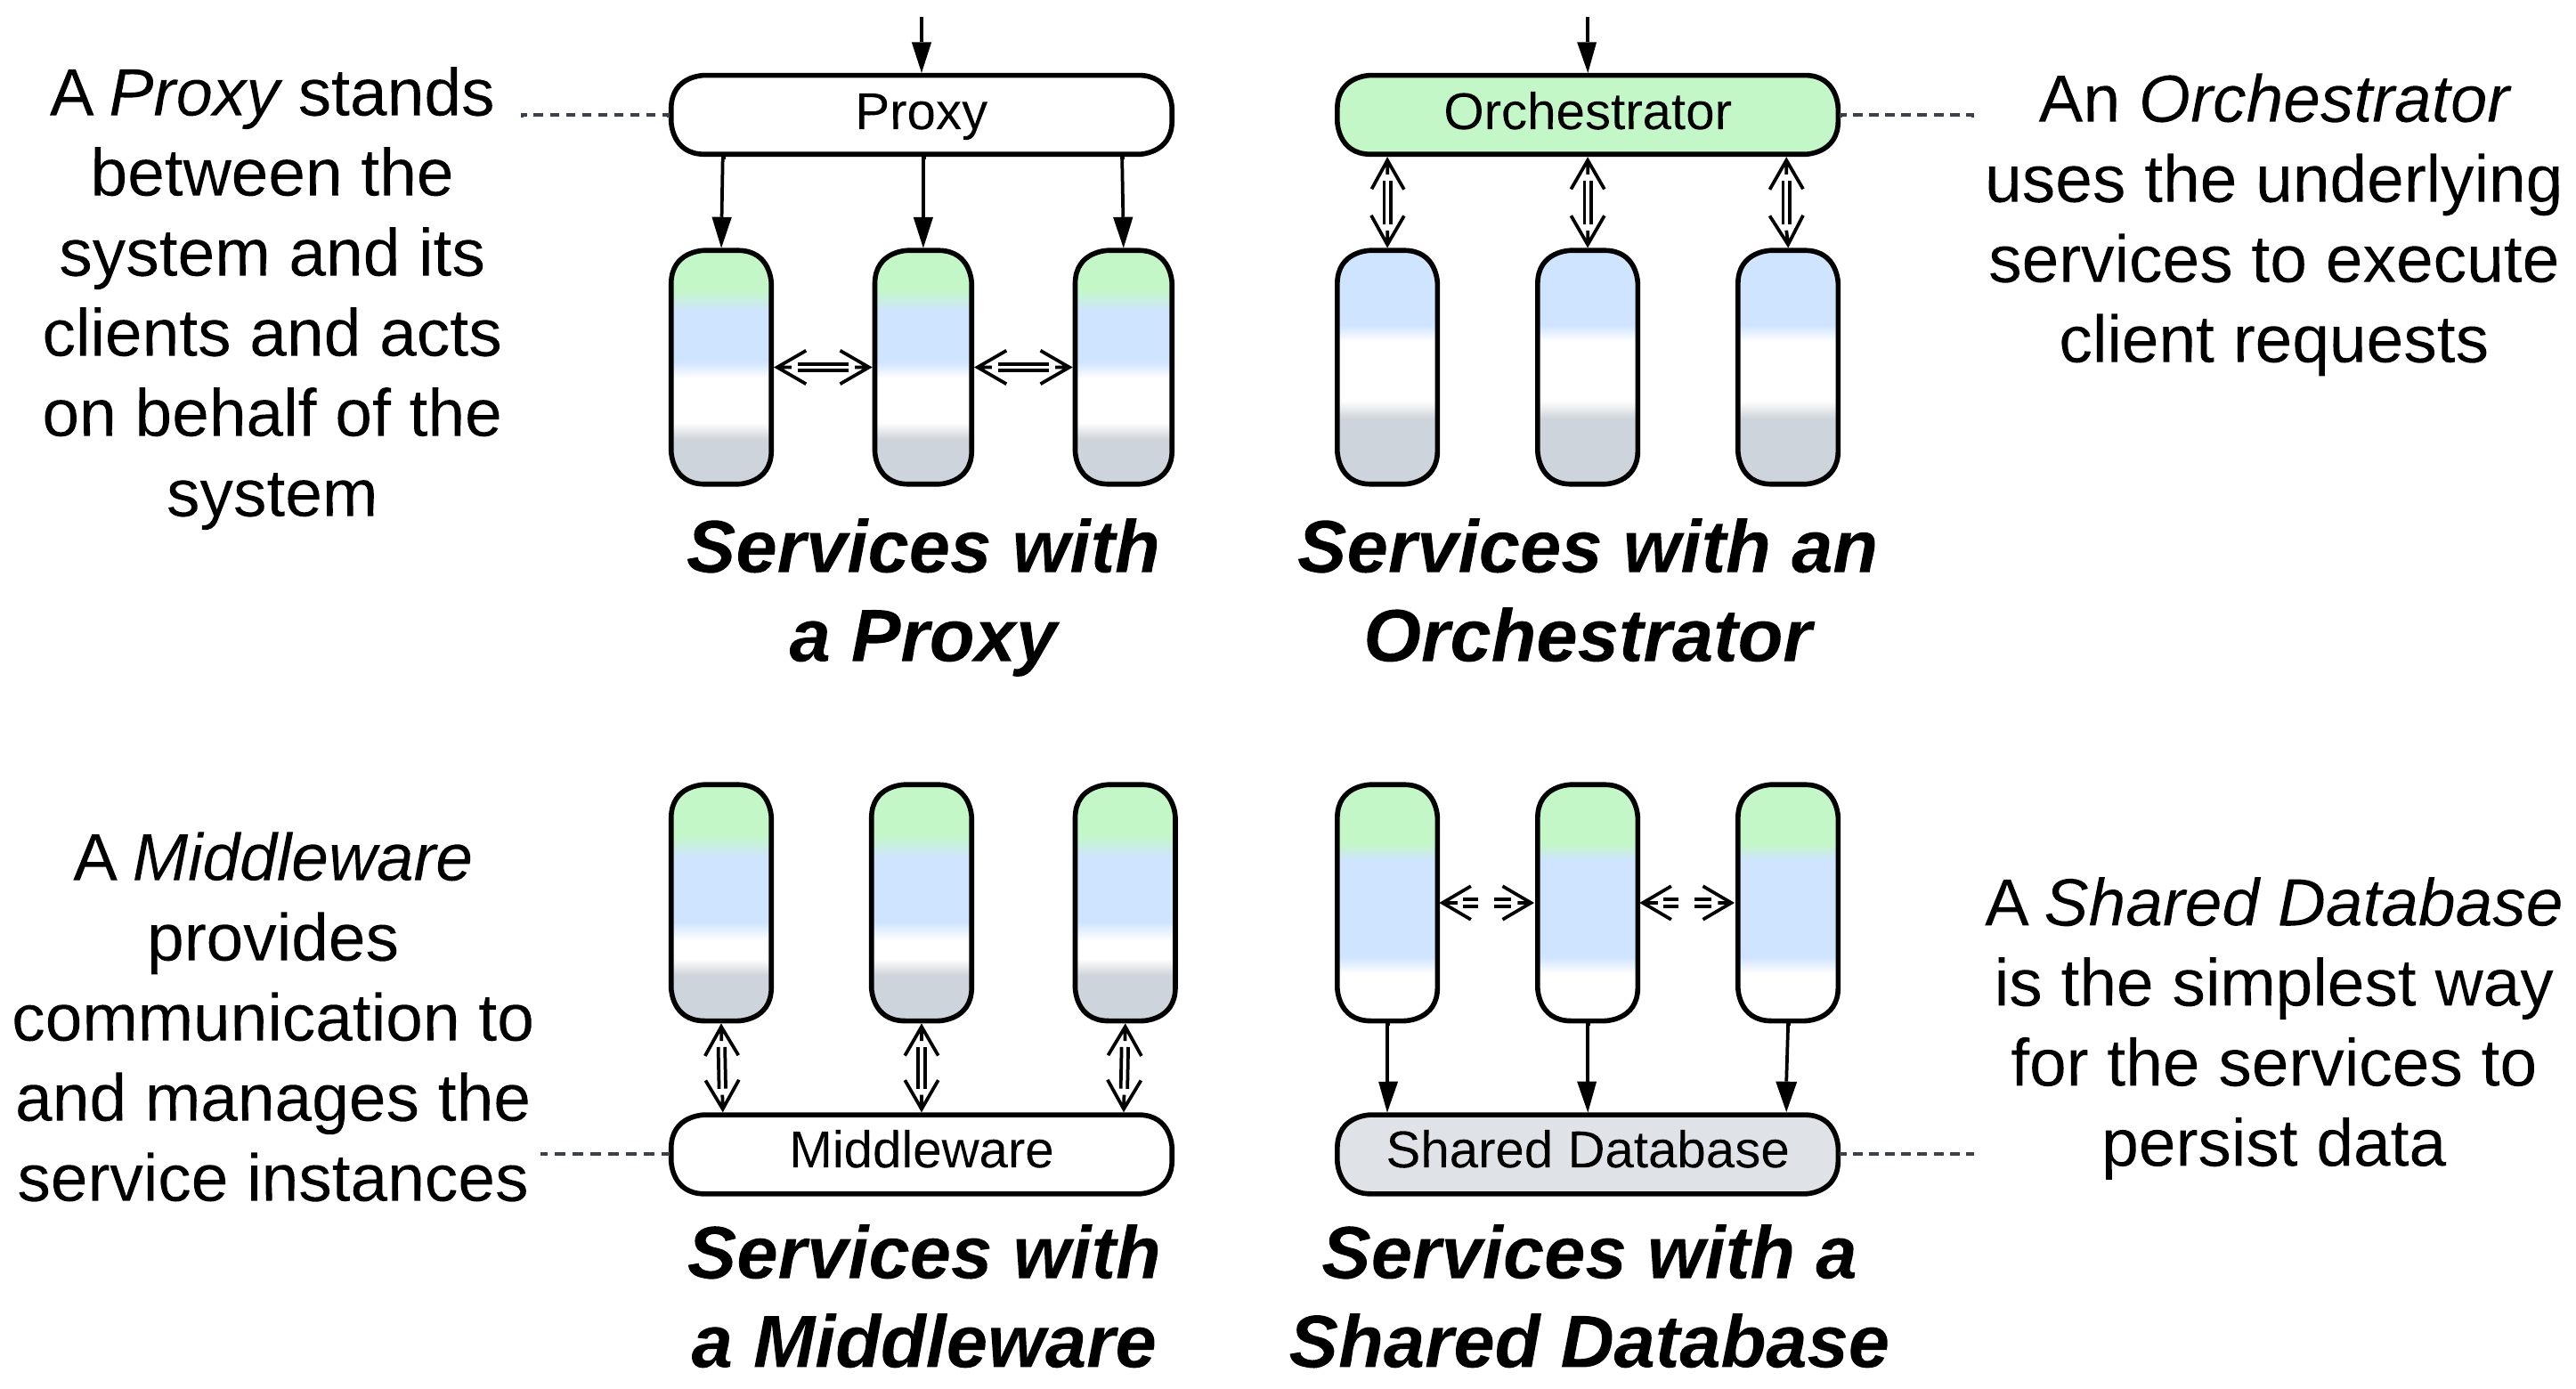 A Proxy stands
between the
system and its
clients and acts
on behalf of the
system
Proxy
Services with
a Proxy
Orchestrator
Services with an
Orchestrator
An Orchestrator
uses the underlying
services to execute
client requests
A Middleware
provides
communication to
and manages the
service instances
Middleware
Services with
a Middleware
Shared Database
Services with a
Shared Database
A Shared Database
is the simplest way
for the services to
persist data